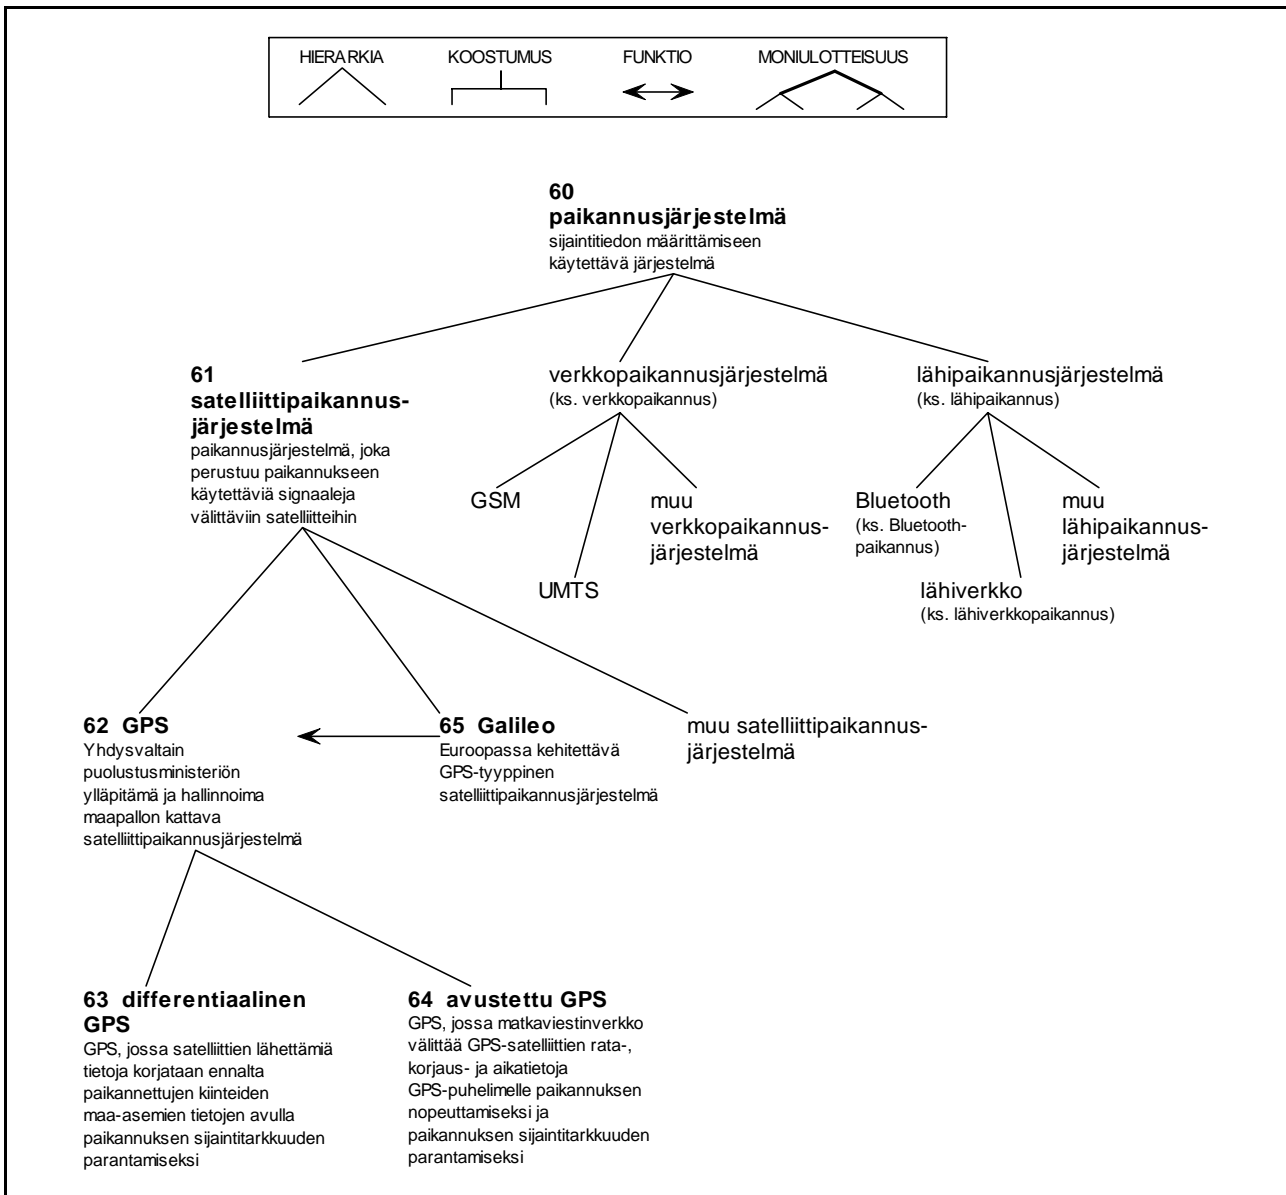 HIERARKIA KOOSTUMUS FUNKTIO MONIULOTTEISUUS
60
paikannusjärjestelmä
sijaintitiedon määrittämiseen
käytettävä järjestelmä
61
satelliittipaikannus-
järjestelmä
paikannusjärjestelmä, joka
perustuu paikannukseen
käytettäviä signaaleja
välittäviin satelliitteihin
verkkopaikannusjärjestelmä
(ks. verkkopaikannus)
lähipaikannusjärjestelmä
(ks. lähipaikannus)
GSM
UMTS
muu
verkkopaikannus-
järjestelmä
Bluetooth
(ks. Bluetooth-
paikannus)
lähiverkko
(ks. lähiverkkopaikannus)
muu
lähipaikannus-
järjestelmä
62 GPS
Yhdysvaltain
puolustusministeriön
ylläpitämä ja hallinnoima
maapallon kattava
satelliittipaikannusjärjestelmä
65 Galileo
Euroopassa kehitettävä
GPS-tyyppinen
satelliittipaikannusjärjestelmä
muu satelliittipaikannus-
järjestelmä
63 differentiaalinen
GPS
GPS, jossa satelliittien lähettämiä
tietoja korjataan ennalta
paikannettujen kiinteiden
maa-asemien tietojen avulla
paikannuksen sijaintitarkkuuden
parantamiseksi
64 avustettu GPS
GPS, jossa matkaviestinverkko
välittää GPS-satelliittien rata-,
korjaus- ja aikatietoja
GPS-puhelimelle paikannuksen
nopeuttamiseksi ja
paikannuksen sijaintitarkkuuden
parantamiseksi